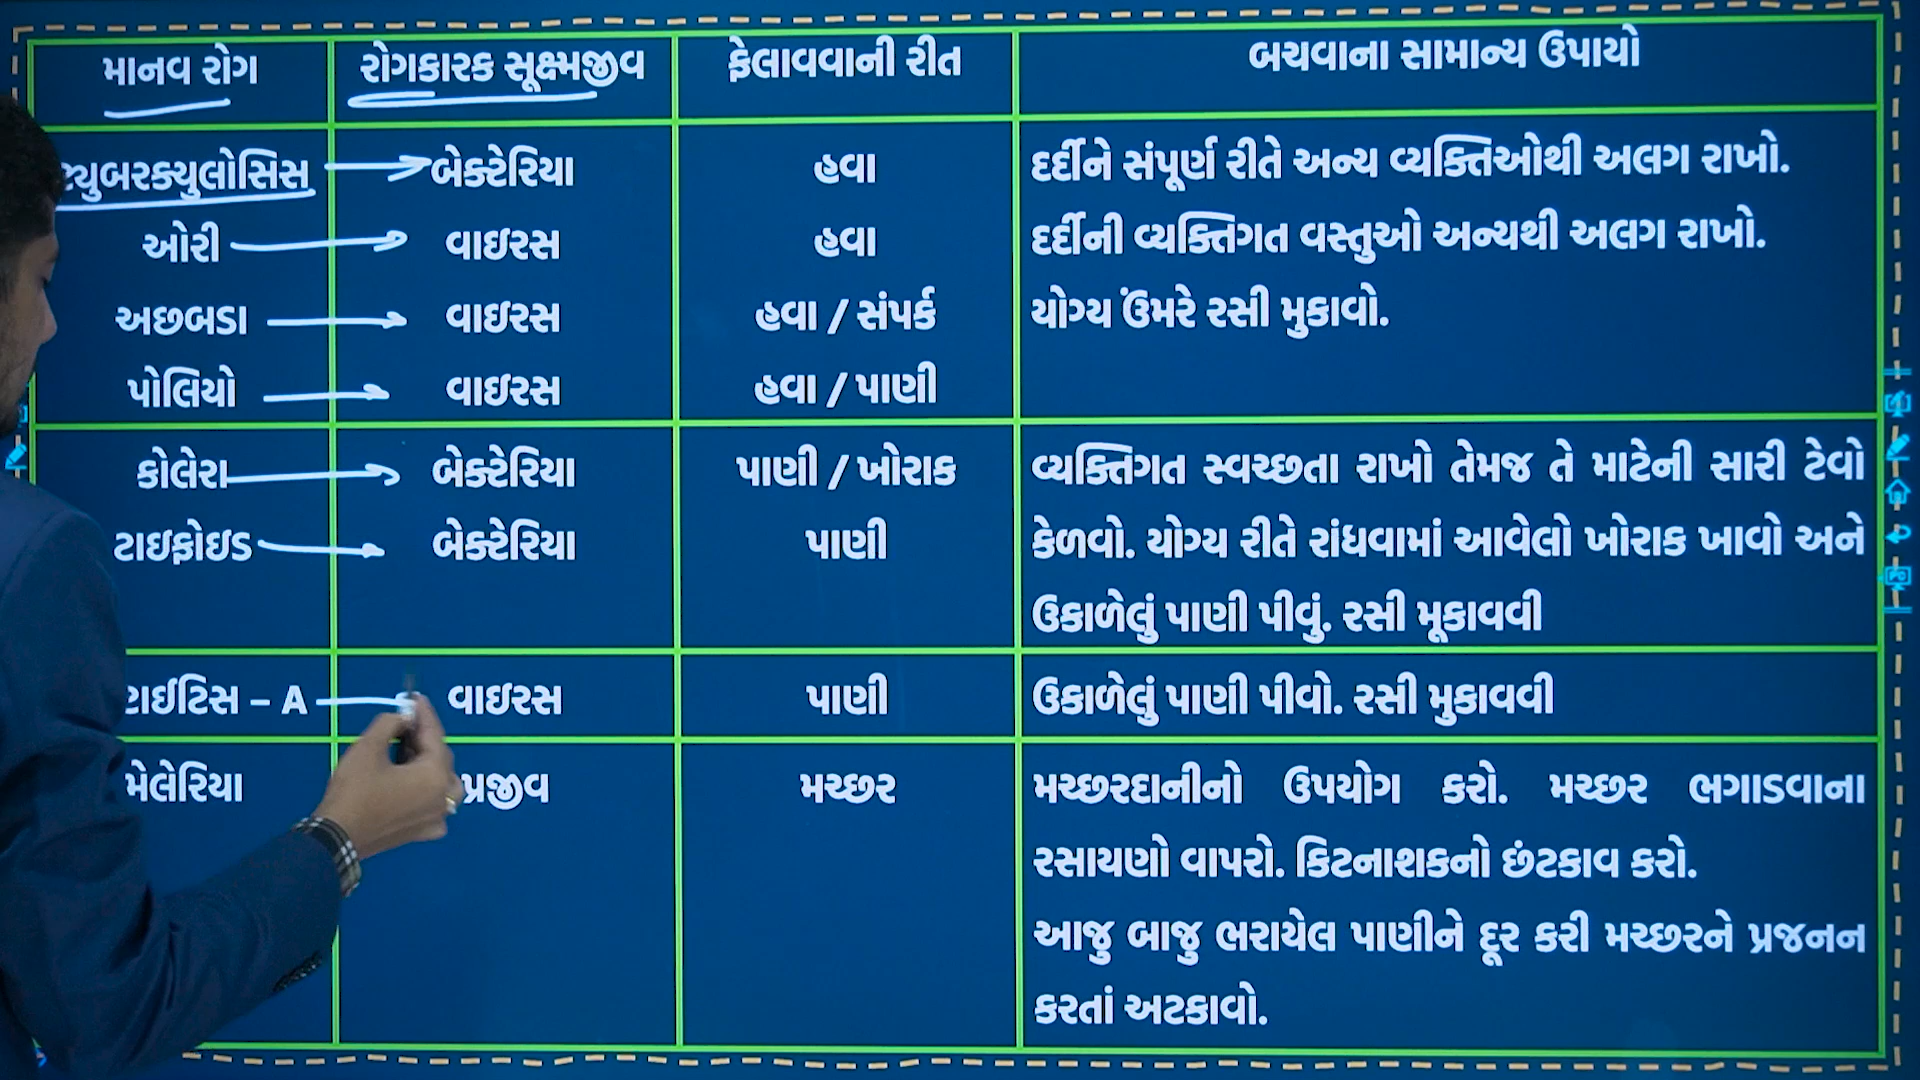 માનવ રોગ રોગકારક સૂક્ષ્મજીવ ફેલાવવાની રીત બચવાના સામાન્ય ઉપાયો
ટ્યુબરક્યુલોસિસ બેક્ટેરિયા હવા દર્દીને સંપૂર્ણ રીતે અન્ય વ્યક્તિઓથી અલગ રાખો.
ઓરી વાઇરસ હવા દર્દીની વ્યક્તિગત વસ્તુઓ અન્યથી અલગ રાખો.
અછબડા વાઇરસ હવા / સંપર્ક યોગ્ય ઉંમરે રસી મુકાવો.
પોલિયો વાઇરસ હવા / પાણી
કોલેરા બેક્ટેરિયા પાણી / ખોરાક વ્યક્તિગત સ્વચ્છતા રાખો તેમજ તે માટેની સારી ટેવો
ટાઇફોઇડ બેક્ટેરિયા પાણી કેળવો. યોગ્ય રીતે રાંધવામાં આવેલો ખોરાક ખાવો અને
ઉકાળેલું પાણી પીવું. રસી મૂકાવવી
ટાઈટિસ – A વાઇરસ પાણી ઉકાળેલું પાણી પીવો. રસી મુકાવવી
મેલેરિયા પ્રજીવ મચ્છર મચ્છરદાનીનો ઉપયોગ કરો. મચ્છર ભગાડવાના
રસાયણો વાપરો. કિટનાશકનો છંટકાવ કરો.
આજુ બાજુ ભરાયેલ પાણીને દૂર કરી મચ્છરને પ્રજનન
કરતાં અટકાવો.